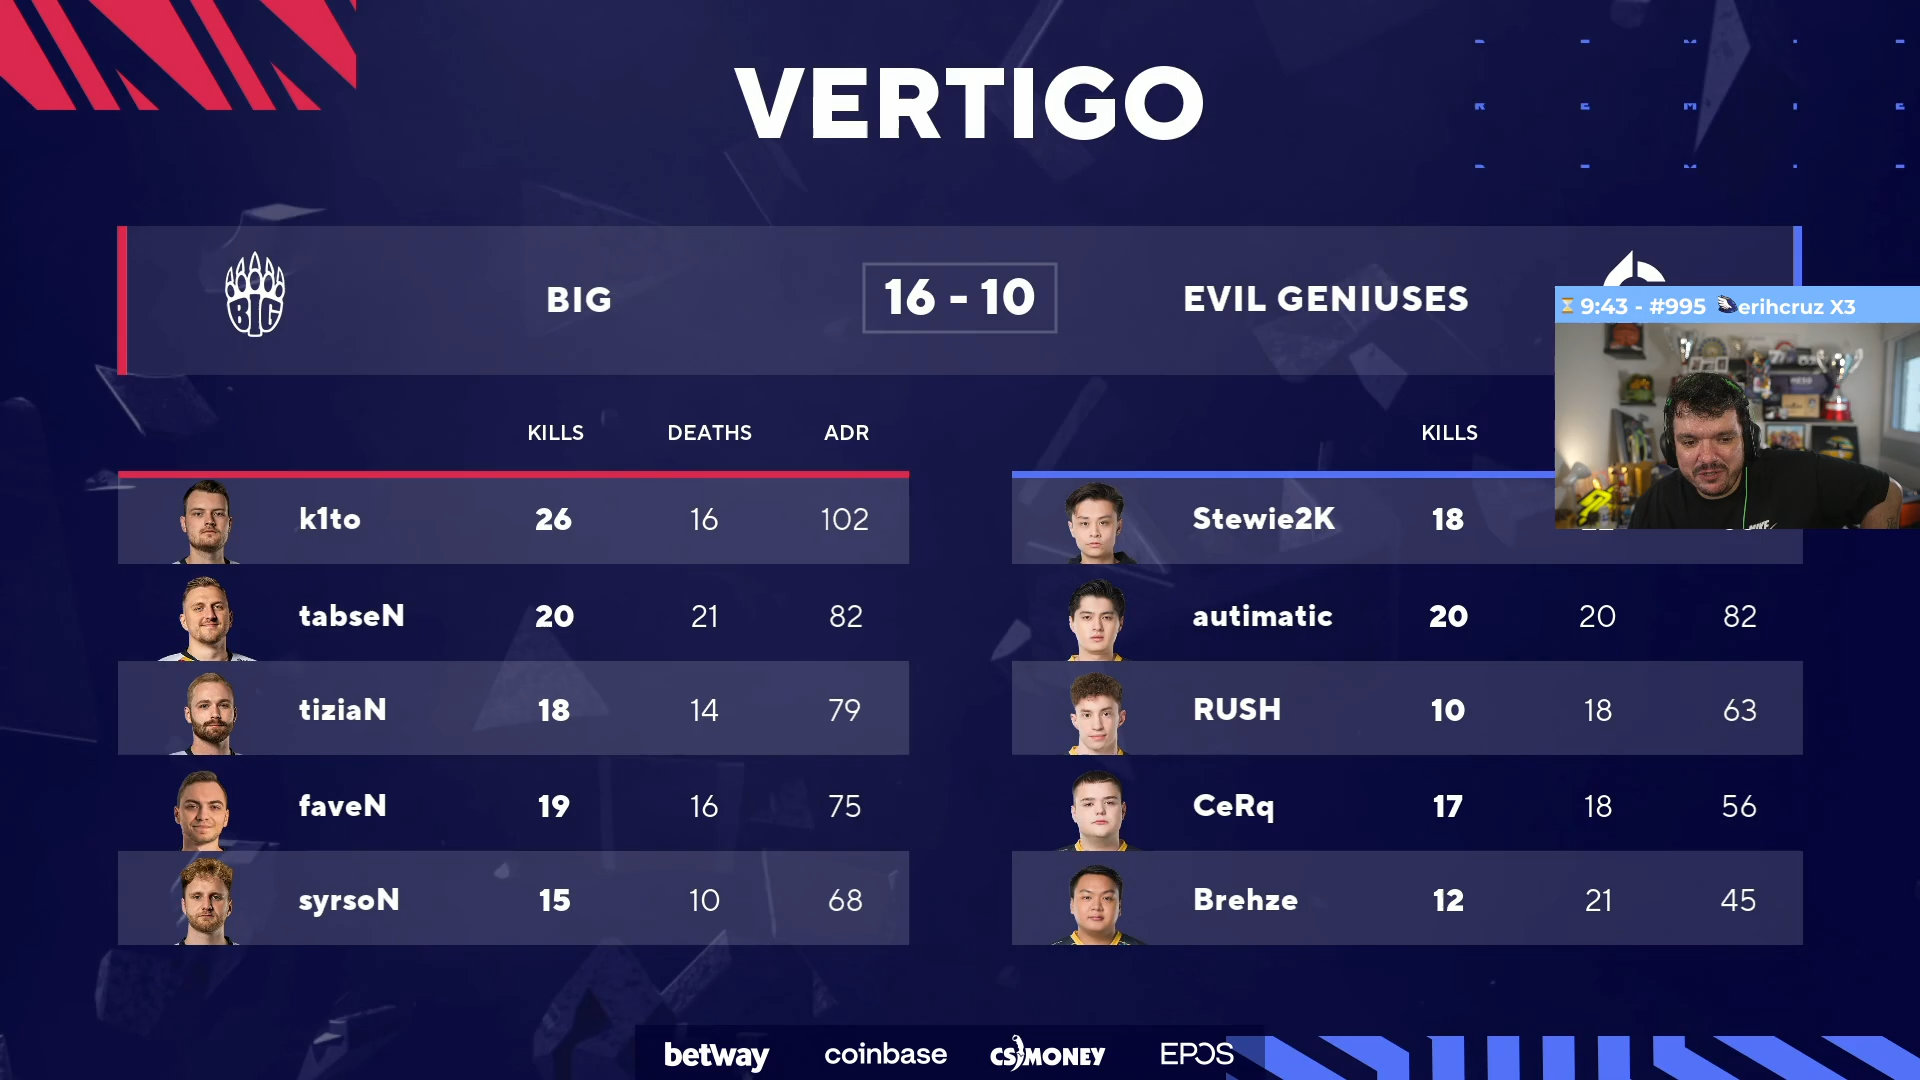 VERTIGO
BIG
BIG 16 - 10 EVIL GENIUSES
9:43 - #995 erihcruz X3
KILLS DEATHS ADR KILLS
k1to 26 16 102 Stewie2K 18
tabseN 20 21 82 autimatic 20 20 82
tiziaN 18 14 79 RUSH 10 18 63
faveN 19 16 75 CeRq 17 18 56
syrsoN 15 10 68 Brehze 12 21 45
betway coinbase CS.MONEY EPOS